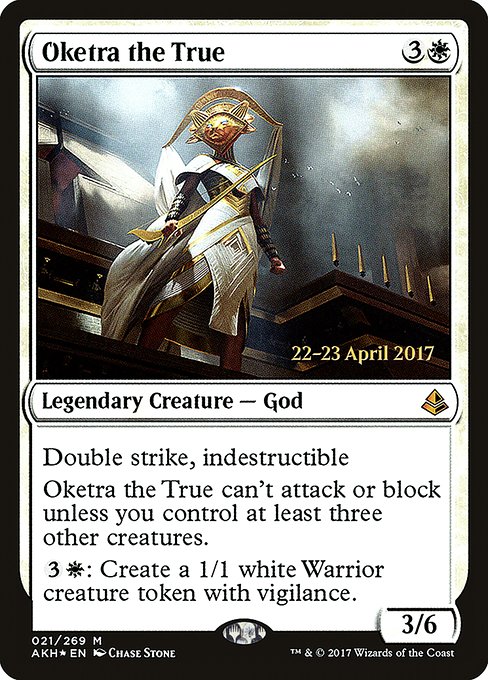 Oketra the True
3
22–23 April 2017
Legendary Creature — God
Double strike, indestructible
Oketra the True can't attack or block
unless you control at least three
other creatures.
3 : Create a 1/1 white Warrior
creature token with vigilance.
3/6
021/269 M
AKH★EN Chase Stone
™ & © 2017 Wizards of the Coast